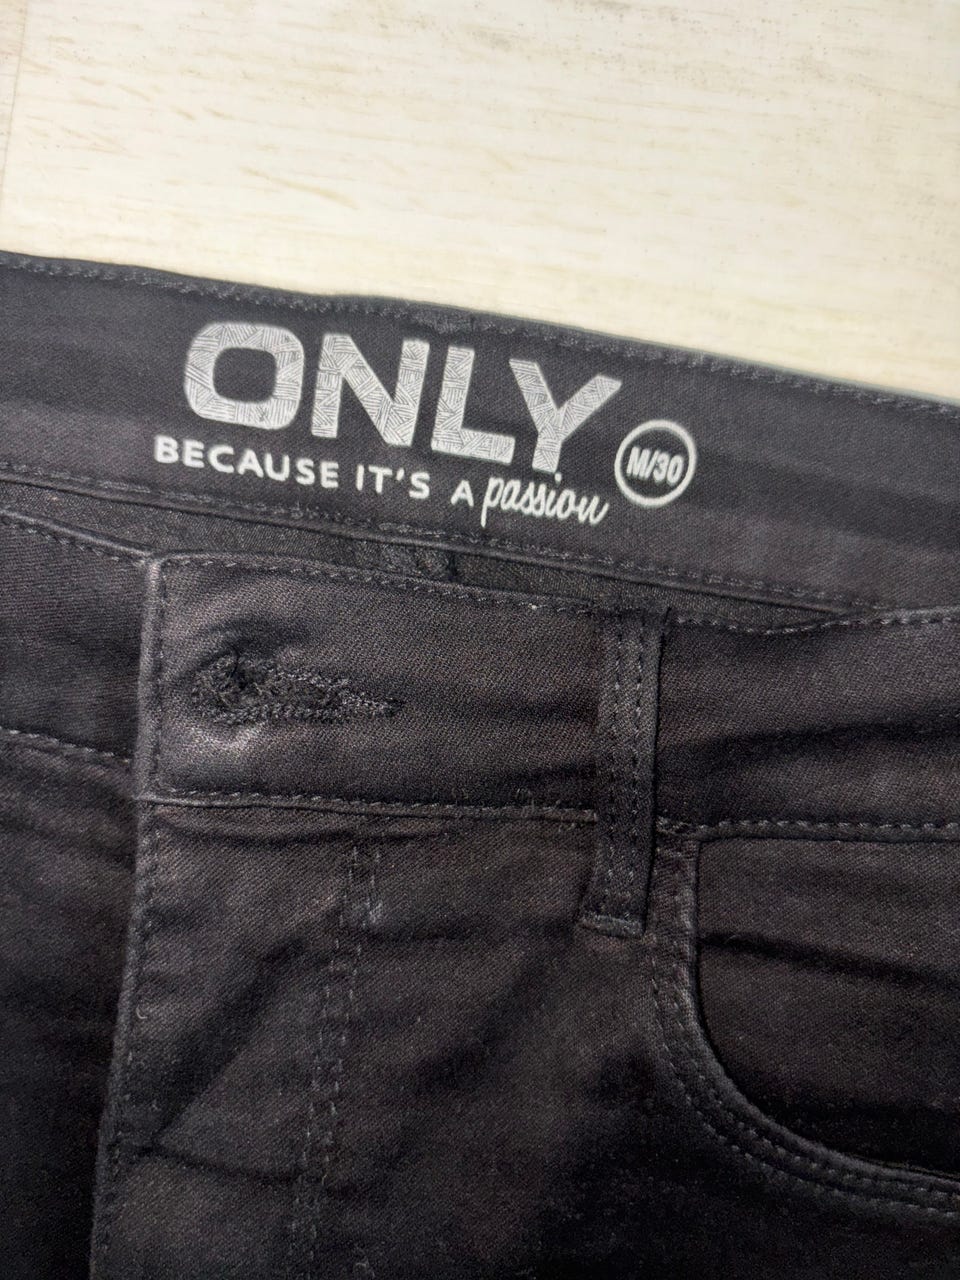 ONLY
BECAUSE IT'S A passion
M/30